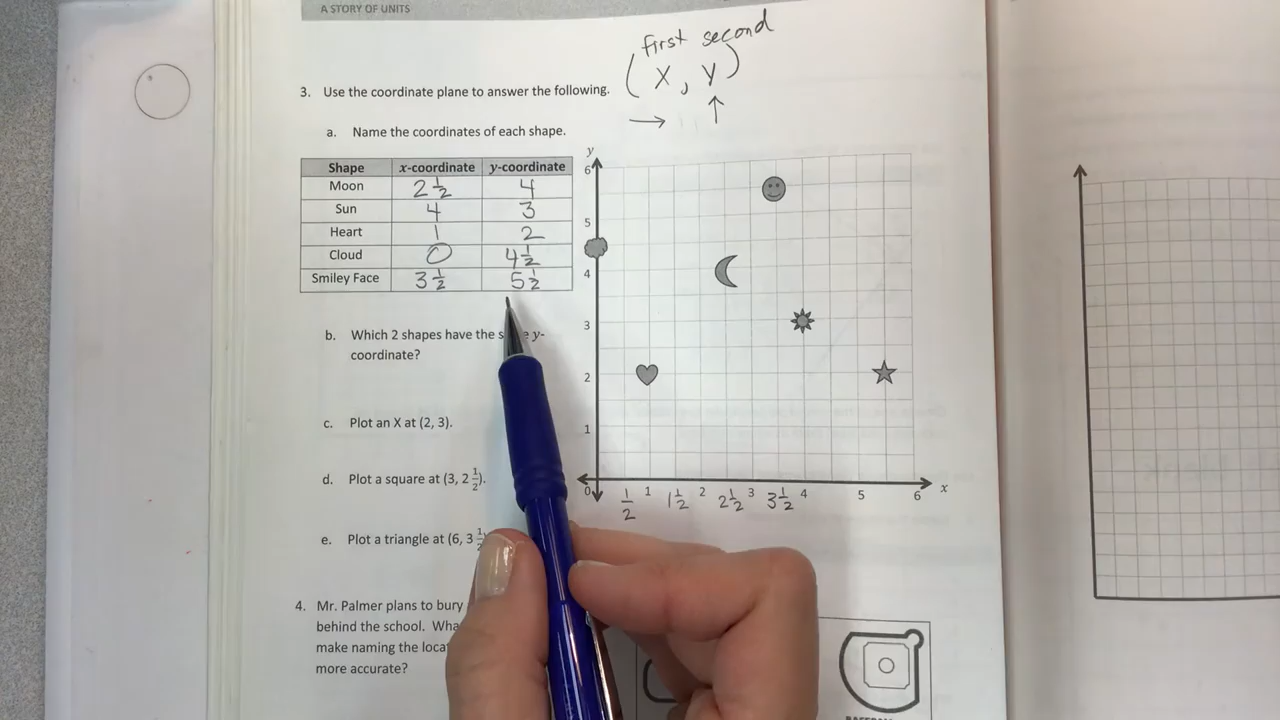 A STORY OF UNITS
first second
(x, y)
→ ↑
3. Use the coordinate plane to answer the following.
a. Name the coordinates of each shape.
Shape x-coordinate y-coordinate
Moon 2 1/2 4
Sun 4 3
Heart 1 2
Cloud 0 4 1/2
Smiley Face 3 1/2 5 1/2
b. Which 2 shapes have the y-
coordinate?
c. Plot an X at (2, 3).
d. Plot a square at (3, 2 1/2).
e. Plot a triangle at (6, 3
4. Mr. Palmer plans to bury
behind the school.
make naming the
more accurate?
y
6
5
4
3
2
1
0 1/2 1 1 1/2 2 2 1/2 3 3 1/2 4 5 6 x